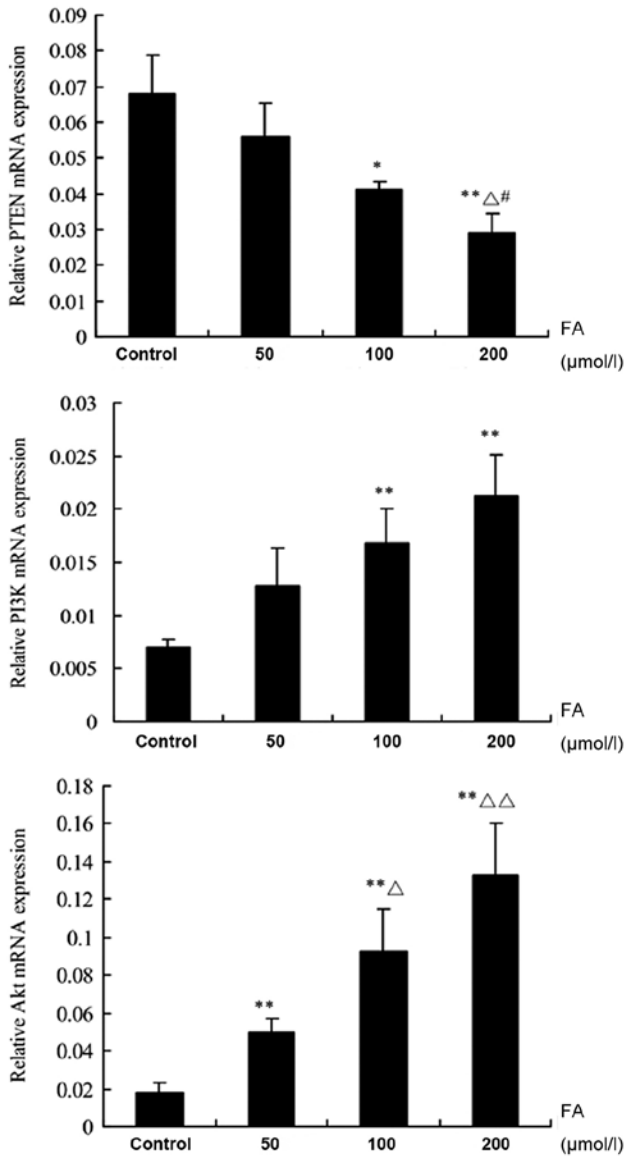 Relative PTEN mRNA expression
0.09
0.08
0.07
0.06
0.05
0.04
0.03
0.02
0.01
0
*
**△#
Control 50 100 200
FA
(µmol/l)
Relative PI3K mRNA expression
0.03
0.025
0.02
0.015
0.01
0.005
0
**
**
Control 50 100 200
FA
(µmol/l)
Relative Akt mRNA expression
0.18
0.16
0.14
0.12
0.1
0.08
0.06
0.04
0.02
0
**
**△
**△△
Control 50 100 200
FA
(µmol/l)